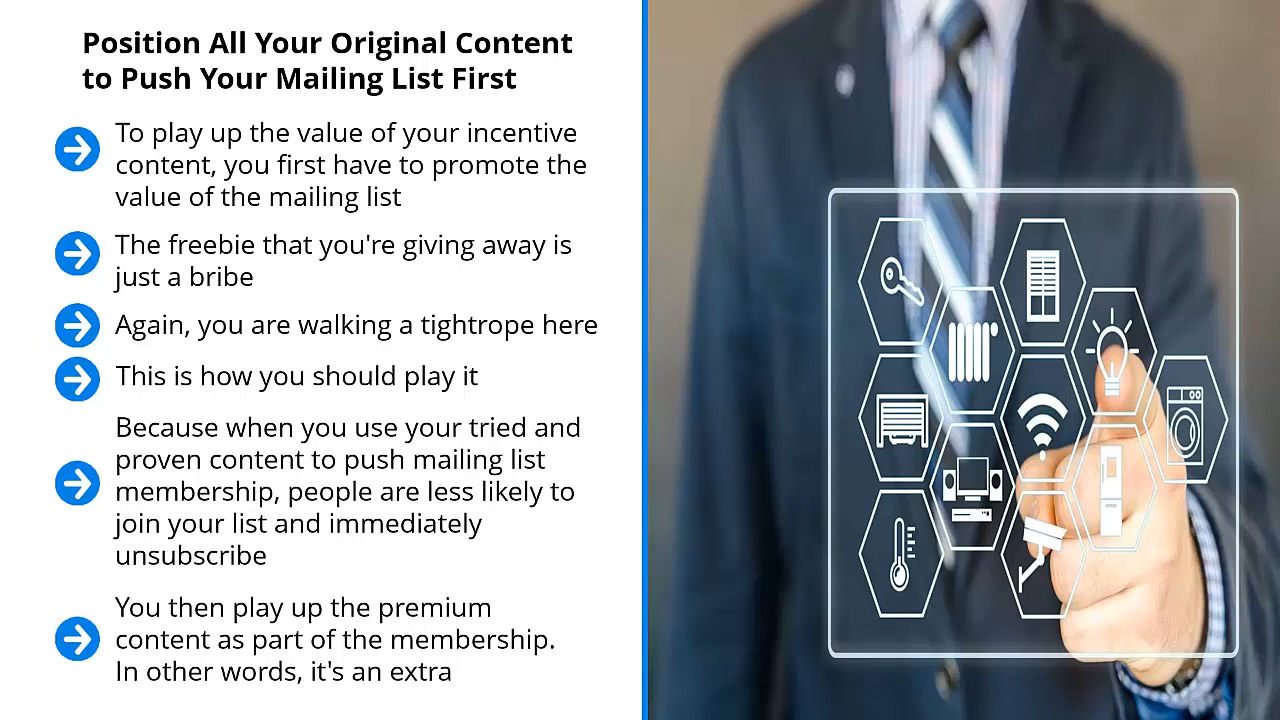 Position All Your Original Content
to Push Your Mailing List First
To play up the value of your incentive
content, you first have to promote the
value of the mailing list
The freebie that you're giving away is
just a bribe
Again, you are walking a tightrope here
This is how you should play it
Because when you use your tried and
proven content to push mailing list
membership, people are less likely to
join your list and immediately
unsubscribe
You then play up the premium
content as part of the membership.
In other words, it's an extra